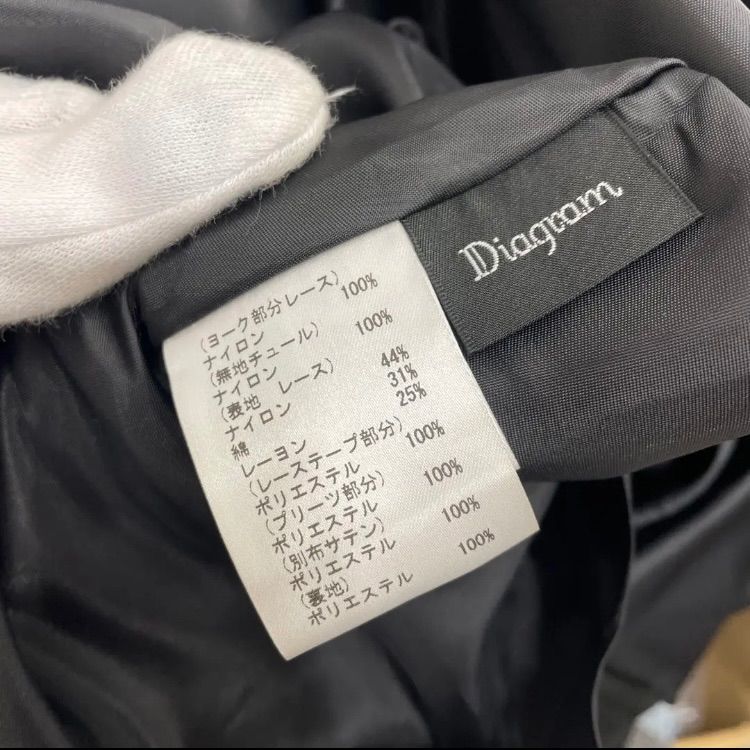 Diagram
(ヨーク部分レース)
ナイロン 100%
(無地チュール)
ナイロン 100%
(表地 レース)
ナイロン 44%
綿 31%
レーヨン 25%
(レーステープ部分)
ポリエステル 100%
(プリーツ部分)
ポリエステル 100%
(別布サテン)
ポリエステル 100%
(裏地)
ポリエステル 100%